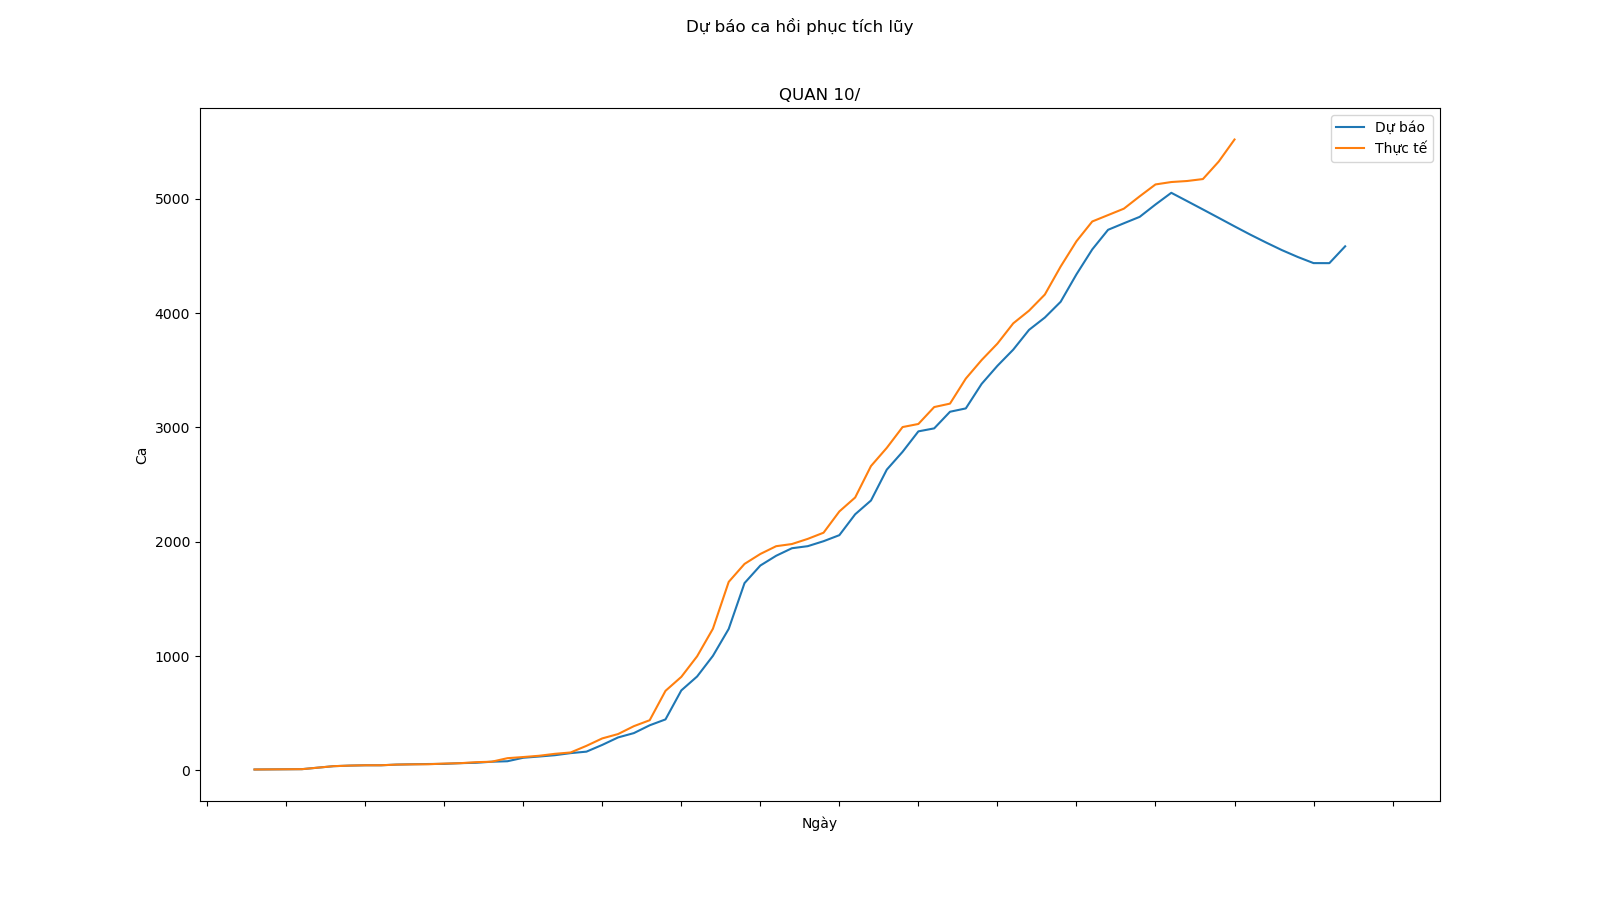 Dự báo ca hồi phục tích lũy
QUAN 10/
Dự báo
Thực tế
5000
4000
3000
2000
1000
0
Ca
Ngày